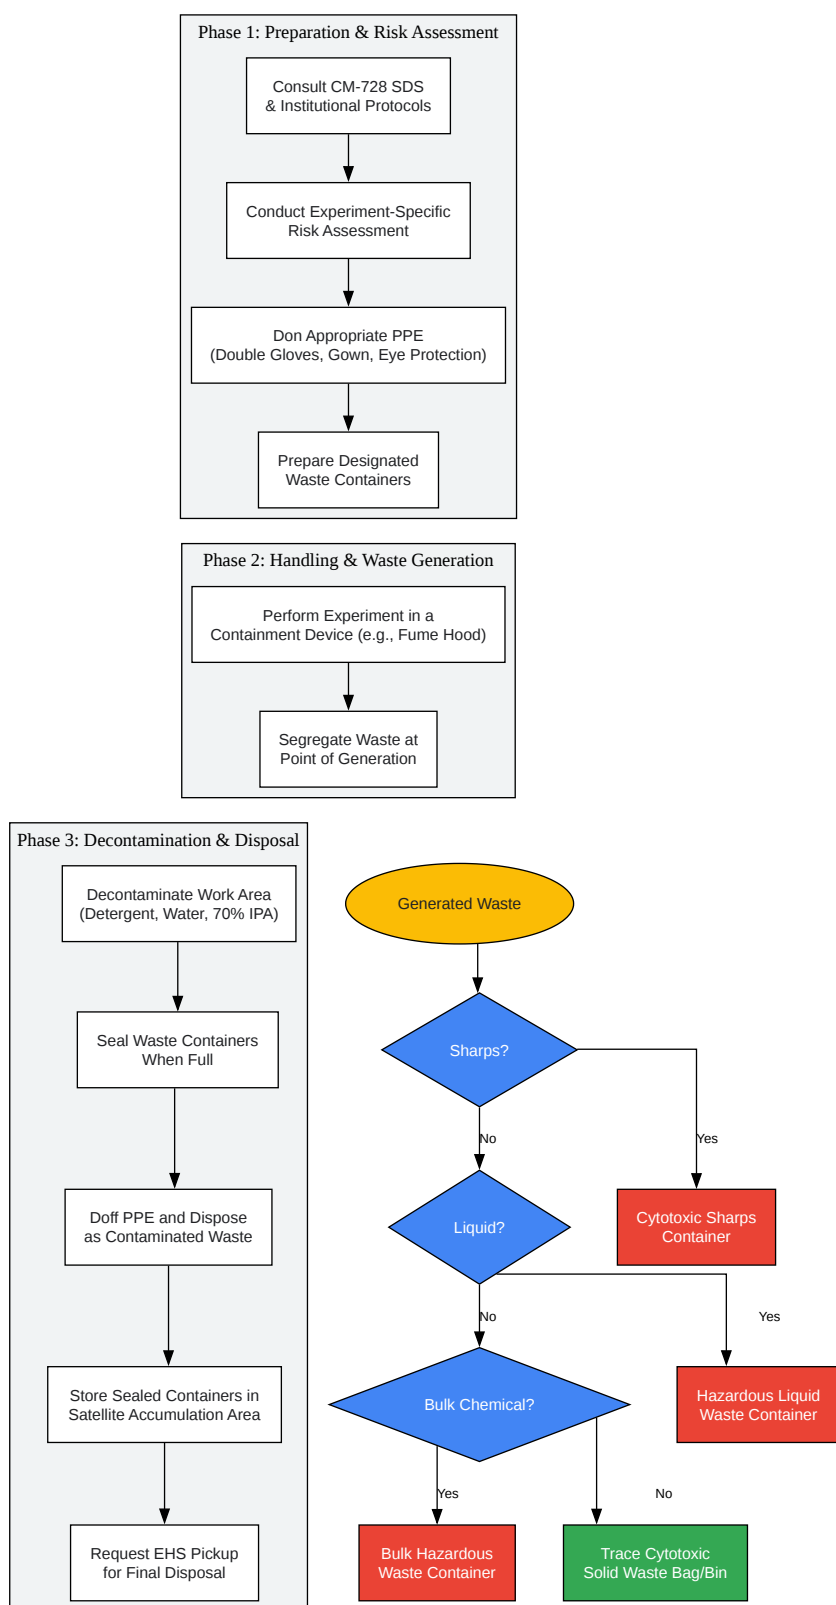 Phase 1: Preparation & Risk Assessment
Consult CM-728 SDS
& Institutional Protocols
Conduct Experiment-Specific
Risk Assessment
Don Appropriate PPE
(Double Gloves, Gown, Eye Protection)
Prepare Designated
Waste Containers
Phase 2: Handling & Waste Generation
Perform Experiment in a
Containment Device (e.g., Fume Hood)
Segregate Waste at
Point of Generation
Phase 3: Decontamination & Disposal
Decontaminate Work Area
(Detergent, Water, 70% IPA)
Seal Waste Containers
When Full
Doff PPE and Dispose
as Contaminated Waste
Store Sealed Containers in
Satellite Accumulation Area
Request EHS Pickup
for Final Disposal
Generated Waste
Sharps?
No
Yes
Cytotoxic Sharps
Container
Liquid?
No
Yes
Hazardous Liquid
Waste Container
Bulk Chemical?
Yes
No
Bulk Hazardous
Waste Container
Trace Cytotoxic
Solid Waste Bag/Bin